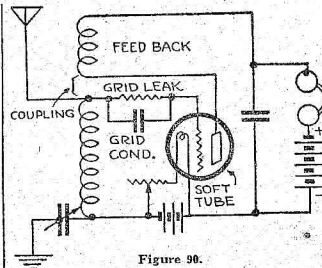 FEED BACK
GRID LEAK
COUPLING
GRID
COND.
SOFT
TUBE
+
-
Figure 90.